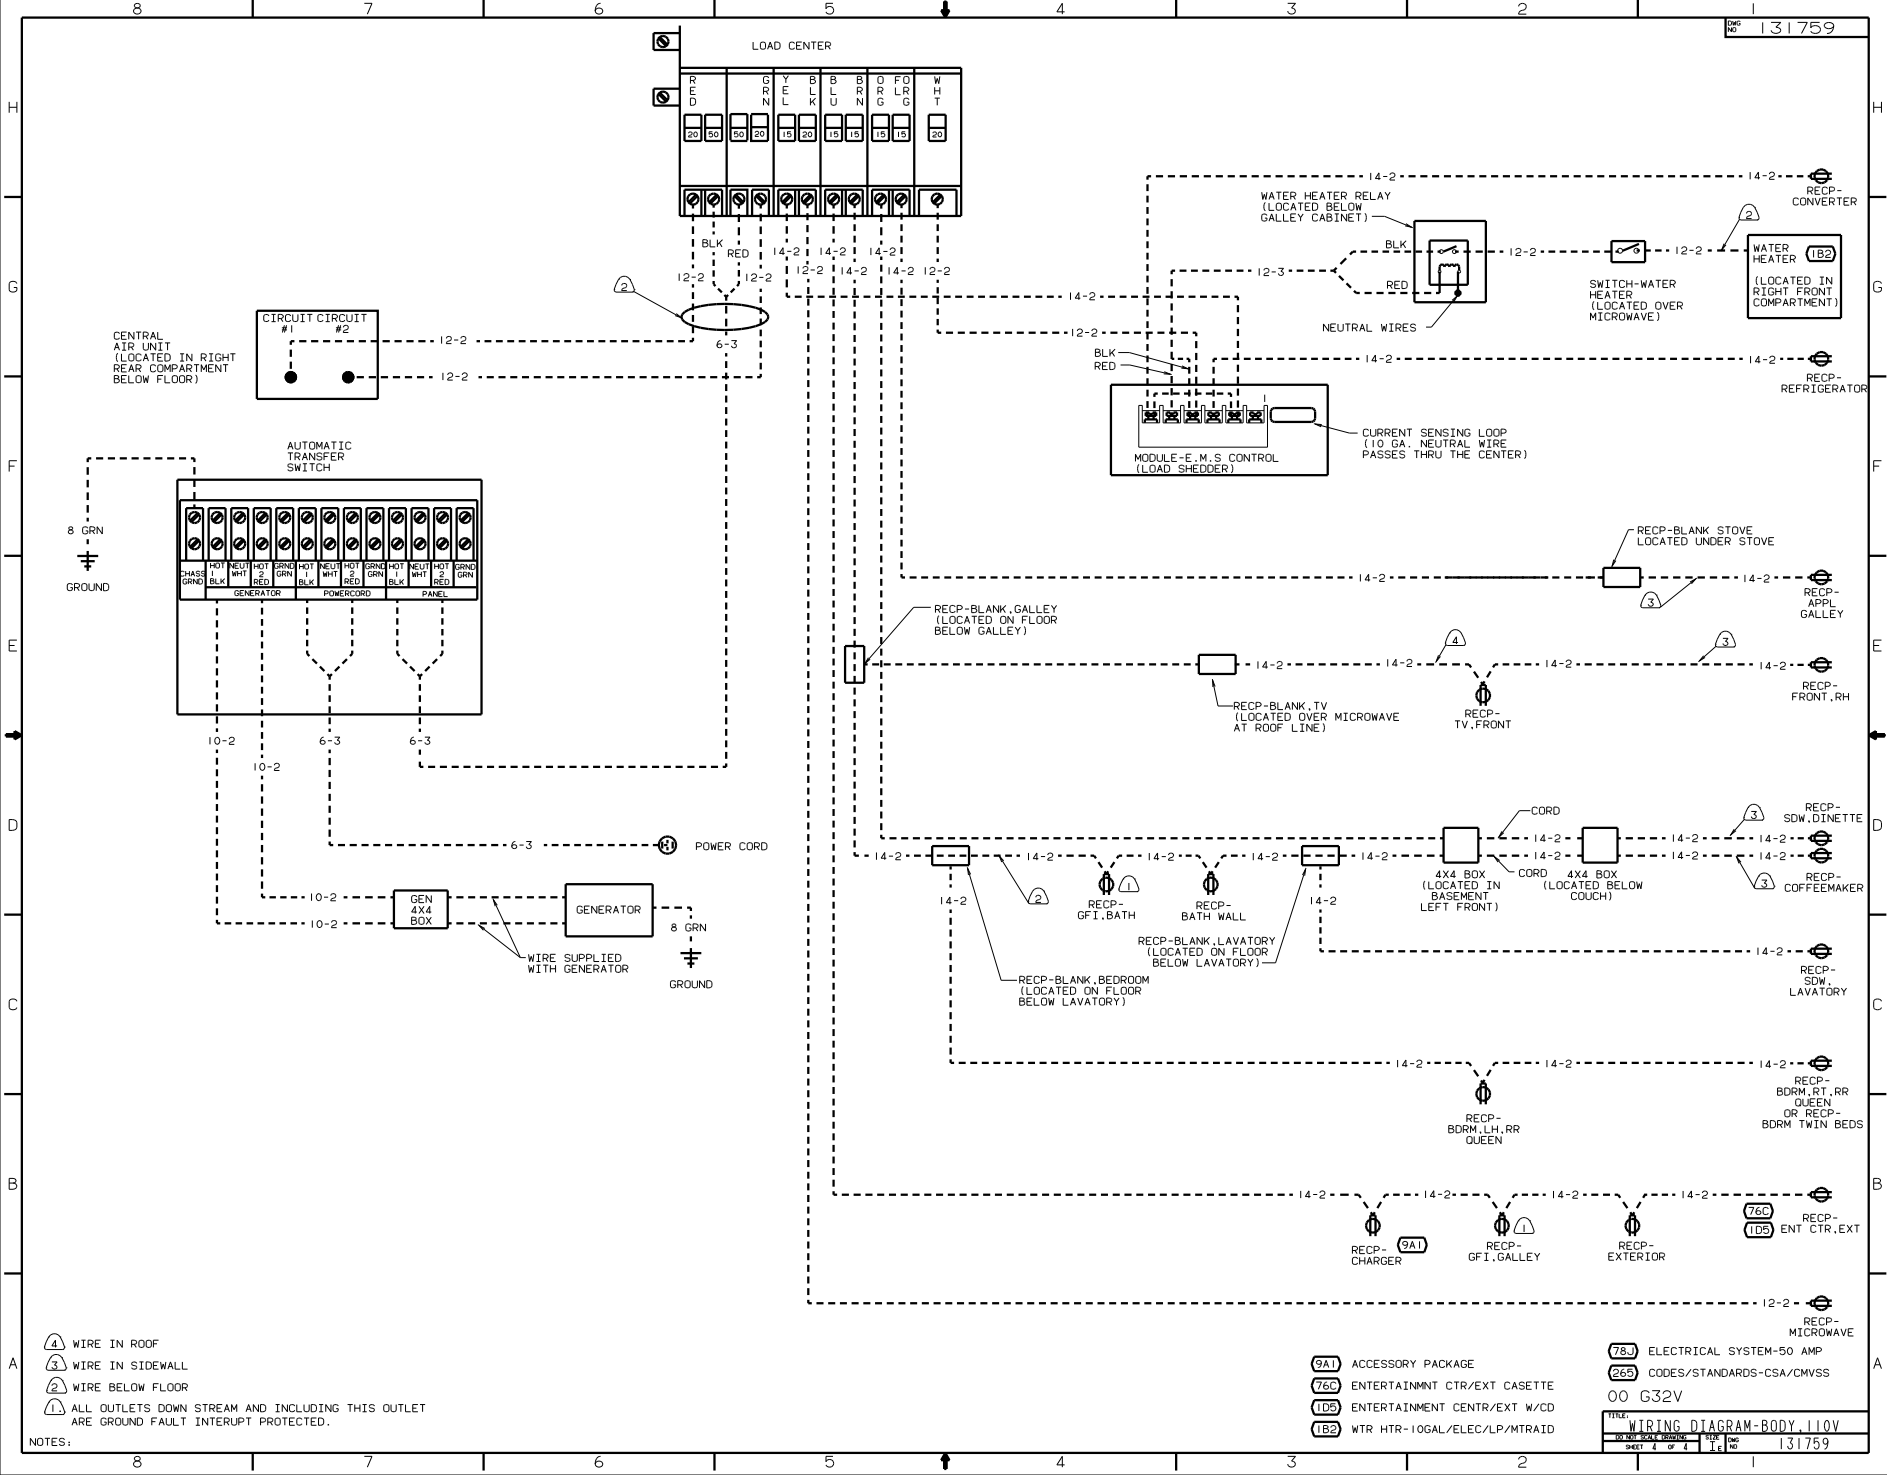 8 7 6 5 4 3 2 1
DWG NO 131759
LOAD CENTER
RED GRN YEL BLK BLU BRN ORG FOL ORG WHT
20 50 50 20 15 20 15 15 15 15 20
H H
14-2 14-2
RECP-
CONVERTER
WATER HEATER RELAY
(LOCATED BELOW
GALLEY CABINET)
2
BLK
12-2 12-2
WATER
HEATER
1B2
(LOCATED IN
RIGHT FRONT
COMPARTMENT)
12-3
RED
SWITCH-WATER
HEATER
(LOCATED OVER
MICROWAVE)
NEUTRAL WIRES
G G
BLK
RED
14-2 14-2 14-2
12-2 12-2 12-2 14-2 14-2 12-2
2
14-2
12-2
6-3
CIRCUIT CIRCUIT
#1 #2
CENTRAL
AIR UNIT
(LOCATED IN RIGHT
REAR COMPARTMENT
BELOW FLOOR)
12-2
12-2
BLK
RED
14-2 14-2
RECP-
REFRIGERATOR
1
CURRENT SENSING LOOP
(10 GA. NEUTRAL WIRE
PASSES THRU THE CENTER)
MODULE-E.M.S CONTROL
(LOAD SHEDDER)
F F
AUTOMATIC
TRANSFER
SWITCH
8 GRN
GROUND
CHASS GRND
HOT 1 BLK
NEUT WHT
HOT 2 RED
GRND GRN
HOT 1 BLK
NEUT WHT
HOT 2 RED
GRND GRN
HOT 1 BLK
NEUT WHT
HOT 2 RED
GRND GRN
GENERATOR POWERCORD PANEL
RECP-BLANK STOVE
LOCATED UNDER STOVE
14-2 14-2
3
RECP-
APPL
GALLEY
RECP-BLANK,GALLEY
(LOCATED ON FLOOR
BELOW GALLEY)
E E
4 3
14-2 14-2 14-2 14-2
RECP-
FRONT,RH
RECP-BLANK,TV
(LOCATED OVER MICROWAVE
AT ROOF LINE)
RECP-
TV,FRONT
10-2 6-3 6-3
10-2
D D
CORD
3
RECP-
SDW,DINETTE
14-2 14-2 14-2
6-3
POWER CORD
14-2 14-2 14-2 14-2 14-2 14-2 14-2 14-2
2
1
CORD
3
RECP-
COFFEEMAKER
RECP-
GFI,BATH
RECP-
BATH WALL
4X4 BOX
(LOCATED IN
BASEMENT
LEFT FRONT)
4X4 BOX
(LOCATED BELOW
COUCH)
14-2 14-2
10-2
10-2
GEN
4X4
BOX
GENERATOR
8 GRN
GROUND
WIRE SUPPLIED
WITH GENERATOR
RECP-BLANK,LAVATORY
(LOCATED ON FLOOR
BELOW LAVATORY)
14-2
RECP-
SDW,
LAVATORY
RECP-BLANK,BEDROOM
(LOCATED ON FLOOR
BELOW LAVATORY)
C C
14-2 14-2 14-2
RECP-
BDRM,LH,RR
QUEEN
RECP-
BDRM,RT,RR
QUEEN
OR RECP-
BDRM TWIN BEDS
B B
14-2 14-2 14-2 14-2
RECP-
CHARGER
9A1
RECP-
GFI,GALLEY
1
RECP-
EXTERIOR
76C
1D5
RECP-
ENT CTR,EXT
12-2
RECP-
MICROWAVE
A A
4 WIRE IN ROOF
3 WIRE IN SIDEWALL
2 WIRE BELOW FLOOR
1. ALL OUTLETS DOWN STREAM AND INCLUDING THIS OUTLET
ARE GROUND FAULT INTERUPT PROTECTED.
NOTES:
9A1 ACCESSORY PACKAGE
76C ENTERTAINMNT CTR/EXT CASETTE
1D5 ENTERTAINMENT CENTR/EXT W/CD
1B2 WTR HTR-10GAL/ELEC/LP/MTRAID
78J ELECTRICAL SYSTEM-50 AMP
265 CODES/STANDARDS-CSA/CMVSS
00 G32V
TITLE: WIRING DIAGRAM-BODY,110V
DO NOT SCALE DRAWING
SHEET 4 OF 4
SIZE E
DWG NO 131759
8 7 6 5 4 3 2 1